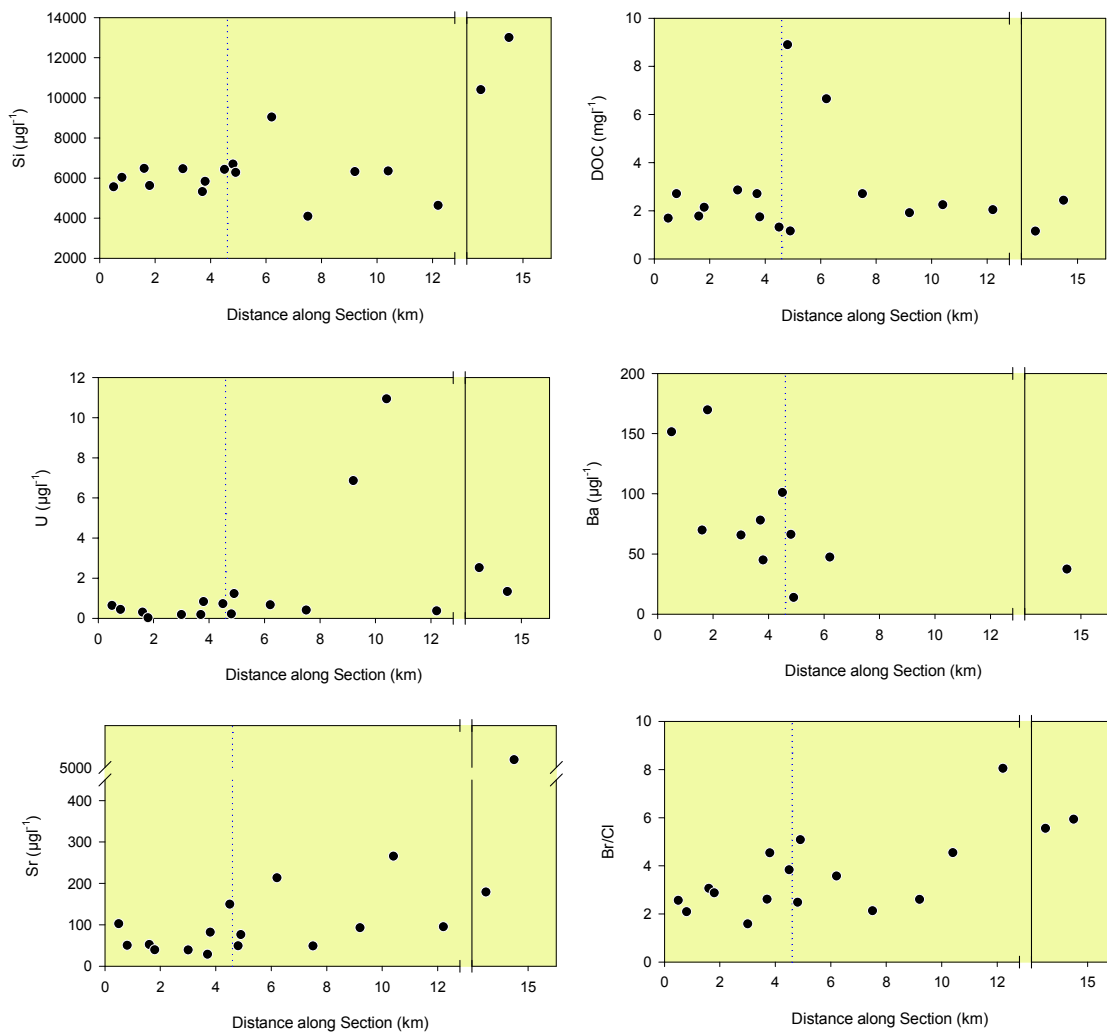 14000
12000
10000
8000
6000
4000
2000
Si (µgl-1)
0 2 4 6 8 10 12 15
Distance along Section (km)
10
8
6
4
2
0
DOC (mgl-1)
0 2 4 6 8 10 12 15
Distance along Section (km)
12
10
8
6
4
2
0
U (µgl-1)
0 2 4 6 8 10 12 15
Distance along Section (km)
200
150
100
50
0
Ba (µgl-1)
0 2 4 6 8 10 12 15
Distance along Section (km)
5000
400
300
200
100
0
Sr (µgl-1)
0 2 4 6 8 10 12 15
Distance along Section (km)
10
8
6
4
2
0
Br/Cl
0 2 4 6 8 10 12 15
Distance along Section (km)